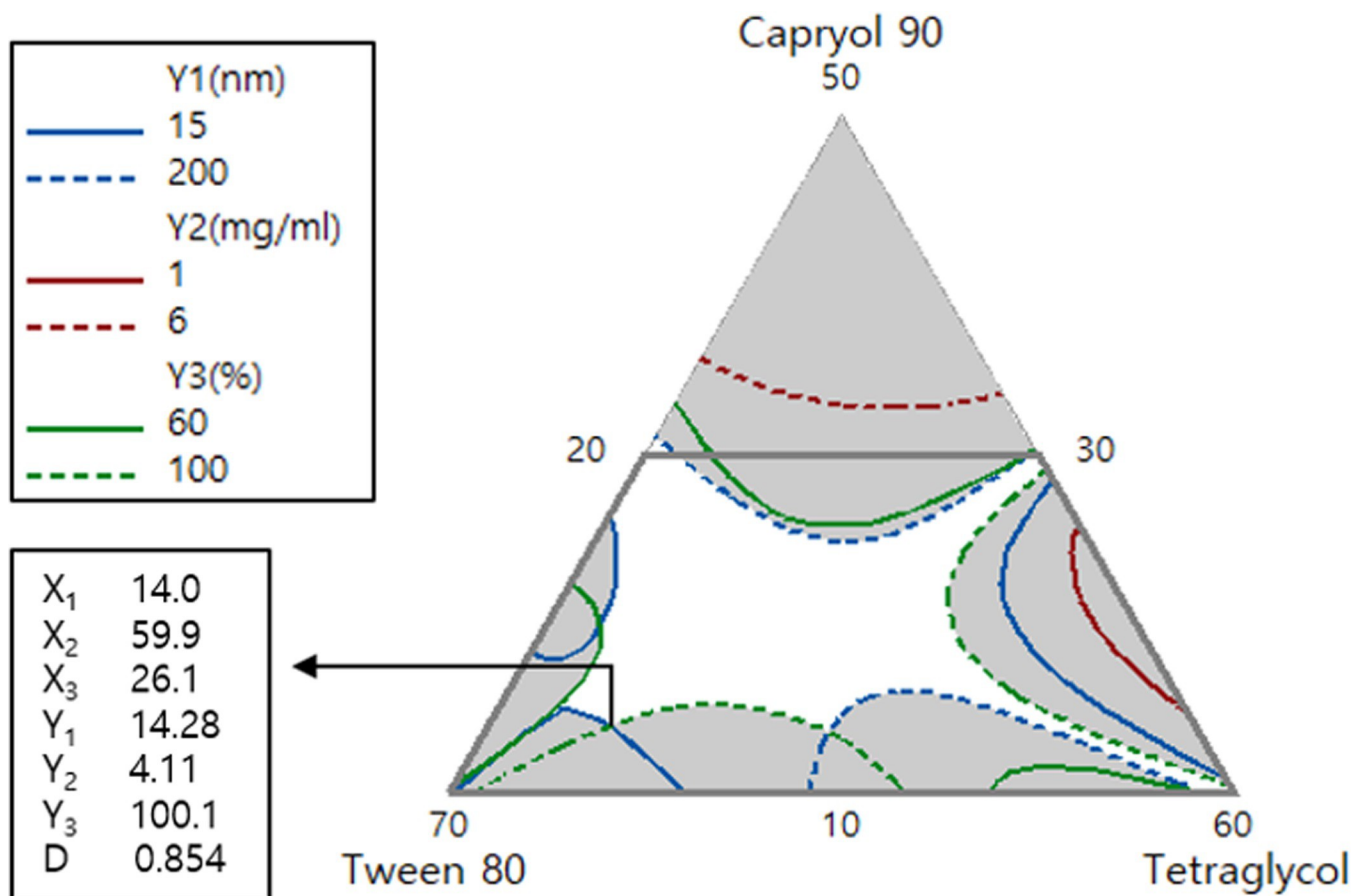 Y1(nm)
15
200
Y2(mg/ml)
1
6
Y3(%)
60
100
Capryol 90
50
20
30
70
10
60
Tween 80
Tetraglycol
X₁ 14.0
X₂ 59.9
X₃ 26.1
Y₁ 14.28
Y₂ 4.11
Y₃ 100.1
D 0.854